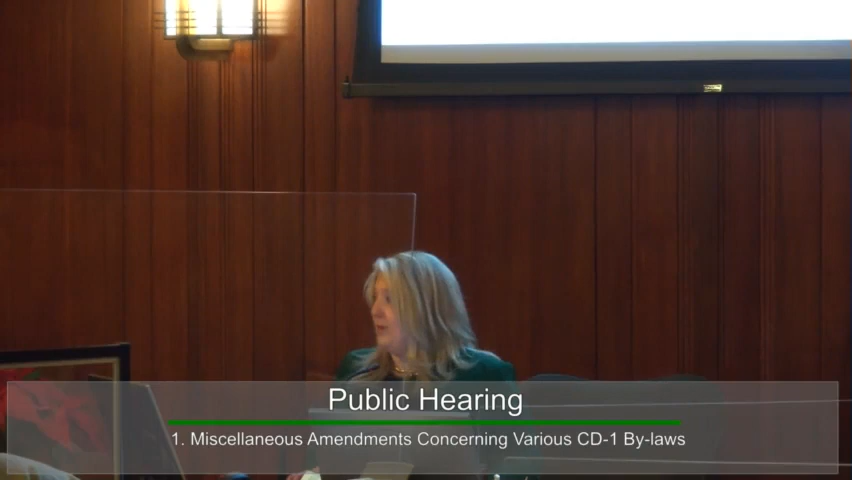 Public Hearing
1. Miscellaneous Amendments Concerning Various CD-1 By-laws